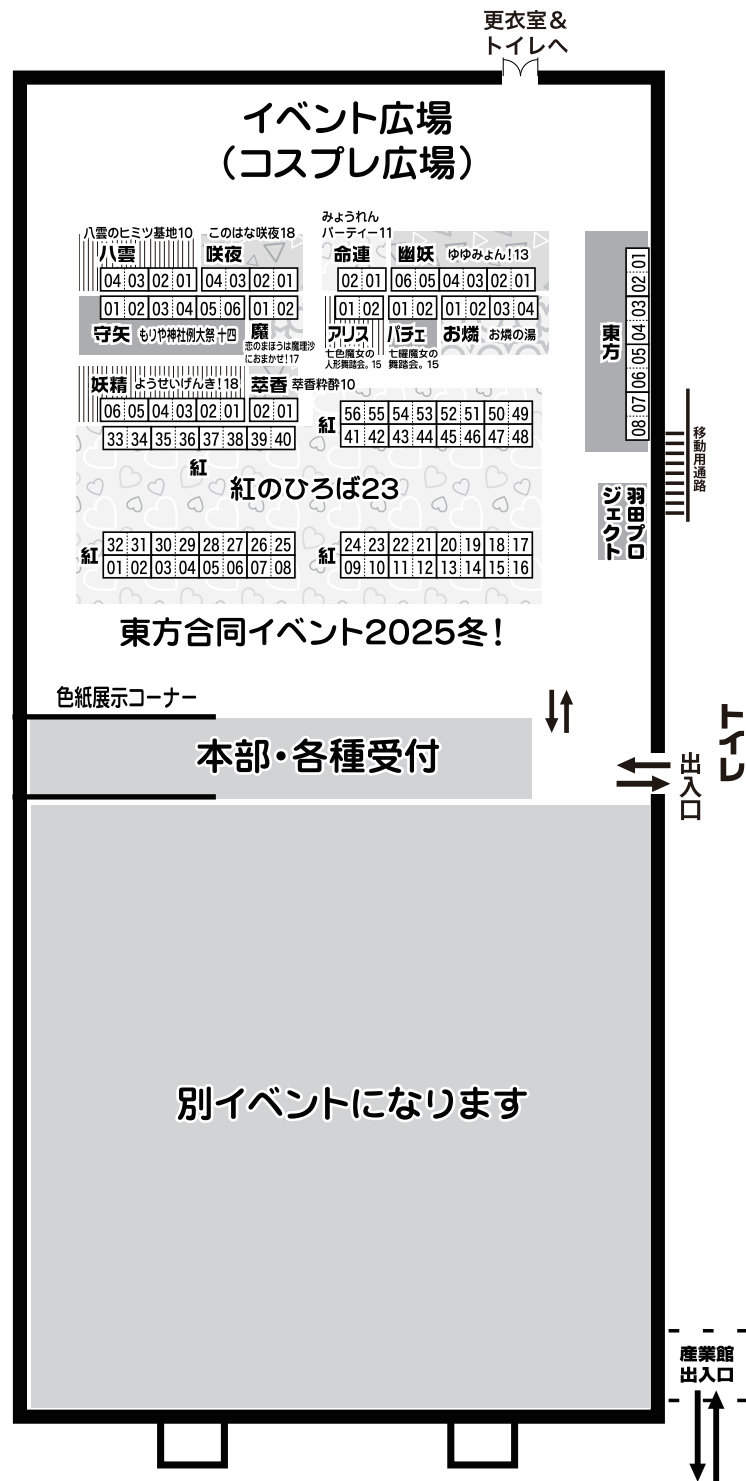 更衣室&
トイレへ
イベント広場
（コスプレ広場）
八雲のヒミツ基地10
このはな咲夜18
みょうれん
パーティー11
八雲
咲夜
命連
幽妖
ゆゆみょん！13
04 03 02 01
04 03 02 01
02 01
06 05 04 03 02 01
01 02 03 04 05 06
01 02
01 02
01 02
01 02 03 04
守矢
もりや神社例大祭 十四
魔
恋のまほうは魔理沙
におまかせ！17
アリス
七色魔女の
人形舞踏会。15
パチェ
七曜魔女の
舞踏会。15
お燐
お燐の湯
東方
01
02
03
04
05
06
07
08
妖精
ようせいげんき！18
萃香
萃香粋酔10
06 05 04 03 02 01
02 01
33 34 35 36 37 38 39 40
紅
紅
56 55 54 53 52 51 50 49
41 42 43 44 45 46 47 48
紅のひろば23
移動用通路
羽田プロ
ジェクト
紅
32 31 30 29 28 27 26 25
01 02 03 04 05 06 07 08
紅
24 23 22 21 20 19 18 17
09 10 11 12 13 14 15 16
東方合同イベント2025冬！
色紙展示コーナー
本部・各種受付
出入口
トイレ
別イベントになります
産業館
出入口